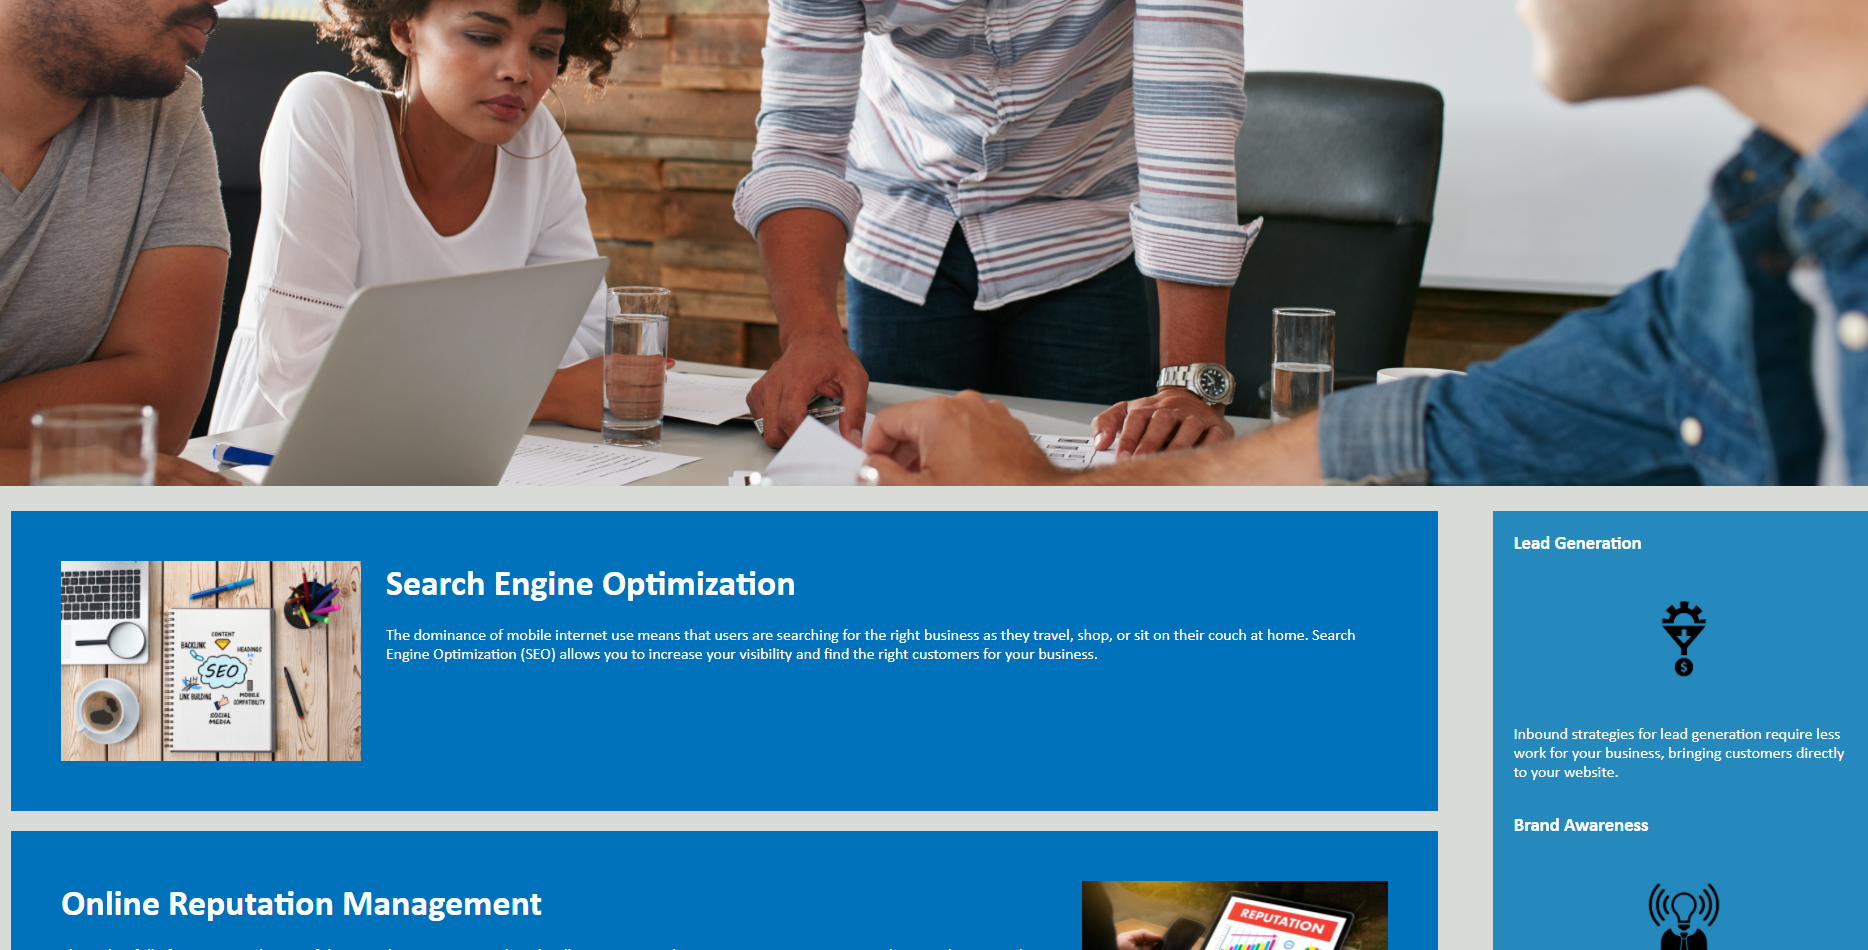 Search Engine Optimization
The dominance of mobile internet use means that users are searching for the right business as they travel, shop, or sit on their couch at home. Search
Engine Optimization (SEO) allows you to increase your visibility and find the right customers for your business.
CONTENT
BACKLINK
HEADINGS
SEO
LINK BUILDING
MOBILE
COMPATIBILITY
SOCIAL
MEDIA
Online Reputation Management
REPUTATION
Lead Generation
$
Inbound strategies for lead generation require less
work for your business, bringing customers directly
to your website.
Brand Awareness